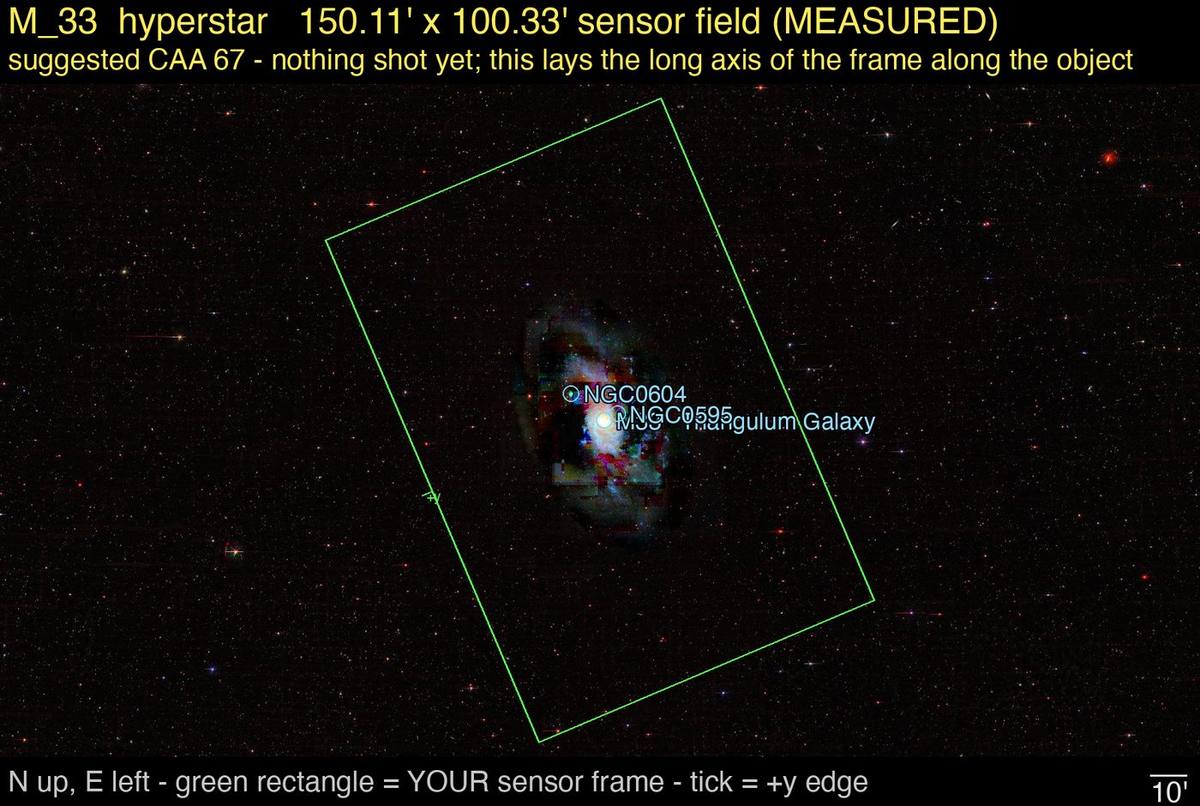 M_33 hyperstar 150.11' x 100.33' sensor field (MEASURED)
suggested CAA 67 - nothing shot yet; this lays the long axis of the frame along the object
NGC0604
NGC0595
M33 Triangulum Galaxy
+y
N up, E left - green rectangle = YOUR sensor frame - tick = +y edge
10'